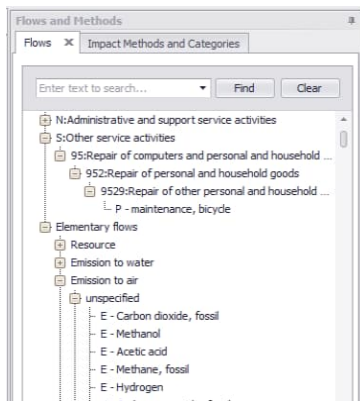 Flows and Methods
Flows
Impact Methods and Categories
Enter text to search...
Find
Clear
N:Administrative and support service activities
S:Other service activities
95:Repair of computers and personal and household ...
952:Repair of personal and household goods
9529:Repair of other personal and household ...
P - maintenance, bicycle
Elementary flows
Resource
Emission to water
Emission to air
unspecified
E - Carbon dioxide, fossil
E - Methanol
E - Acetic acid
E - Methane, fossil
E - Hydrogen